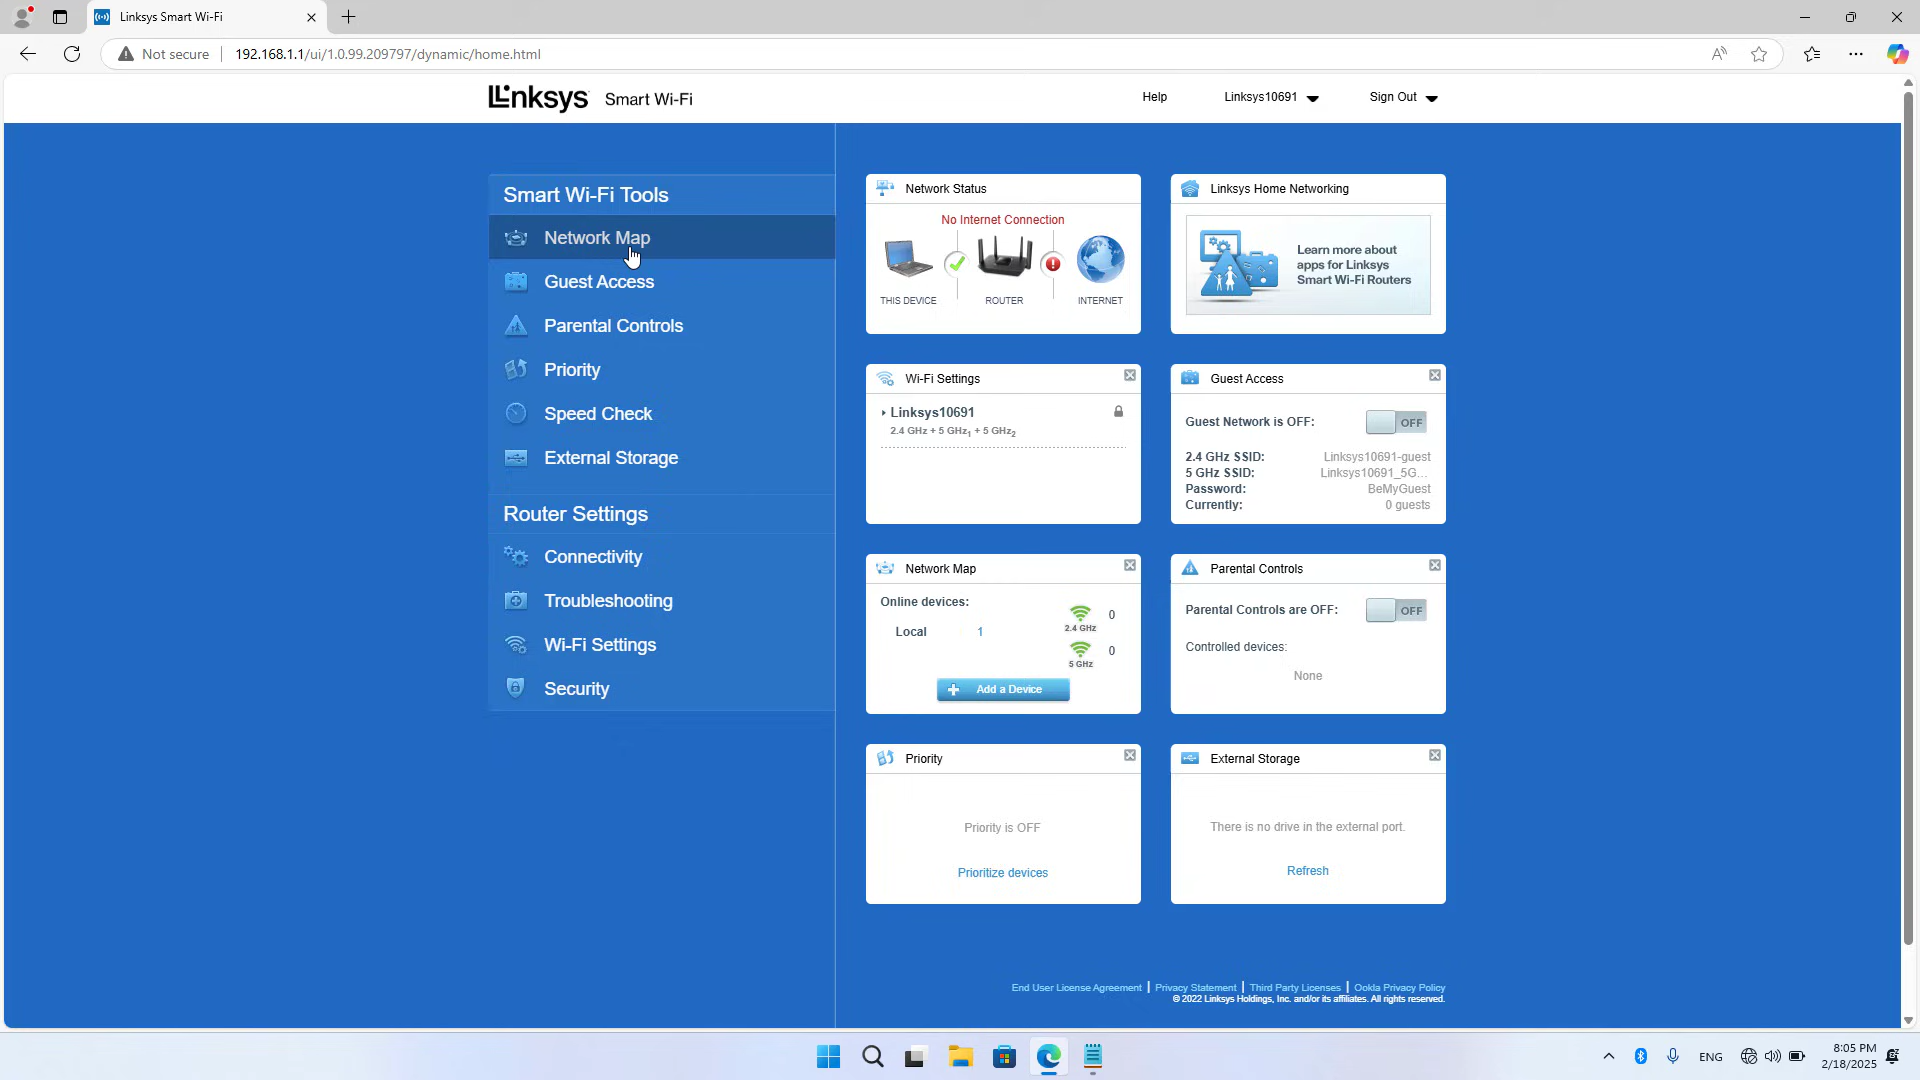 Linksys Smart Wi-Fi
Not secure
192.168.1.1/ui/1.0.99.209797/dynamic/home.html
Linksys Smart Wi-Fi
Help
Linksys10691
Sign Out
Smart Wi-Fi Tools
Network Map
Guest Access
Parental Controls
Priority
Speed Check
External Storage
Router Settings
Connectivity
Troubleshooting
Wi-Fi Settings
Security
Network Status
No Internet Connection
THIS DEVICE
ROUTER
INTERNET
Linksys Home Networking
Learn more about
apps for Linksys
Smart Wi-Fi Routers
Wi-Fi Settings
Linksys10691
2.4 GHz + 5 GHz1 + 5 GHz2
Guest Access
Guest Network is OFF: OFF
2.4 GHz SSID: Linksys10691-guest
5 GHz SSID: Linksys10691_5G...
Password: BeMyGuest
Currently: 0 guests
Network Map
Online devices:
Local 1
2.4 GHz 0
5 GHz 0
Add a Device
Parental Controls
Parental Controls are OFF: OFF
Controlled devices:
None
Priority
Priority is OFF
Prioritize devices
External Storage
There is no drive in the external port.
Refresh
End User License Agreement | Privacy Statement | Third Party Licenses | Ookla Privacy Policy
© 2022 Linksys Holdings, Inc. and/or its affiliates. All rights reserved.
ENG
8:05 PM
2/18/2025